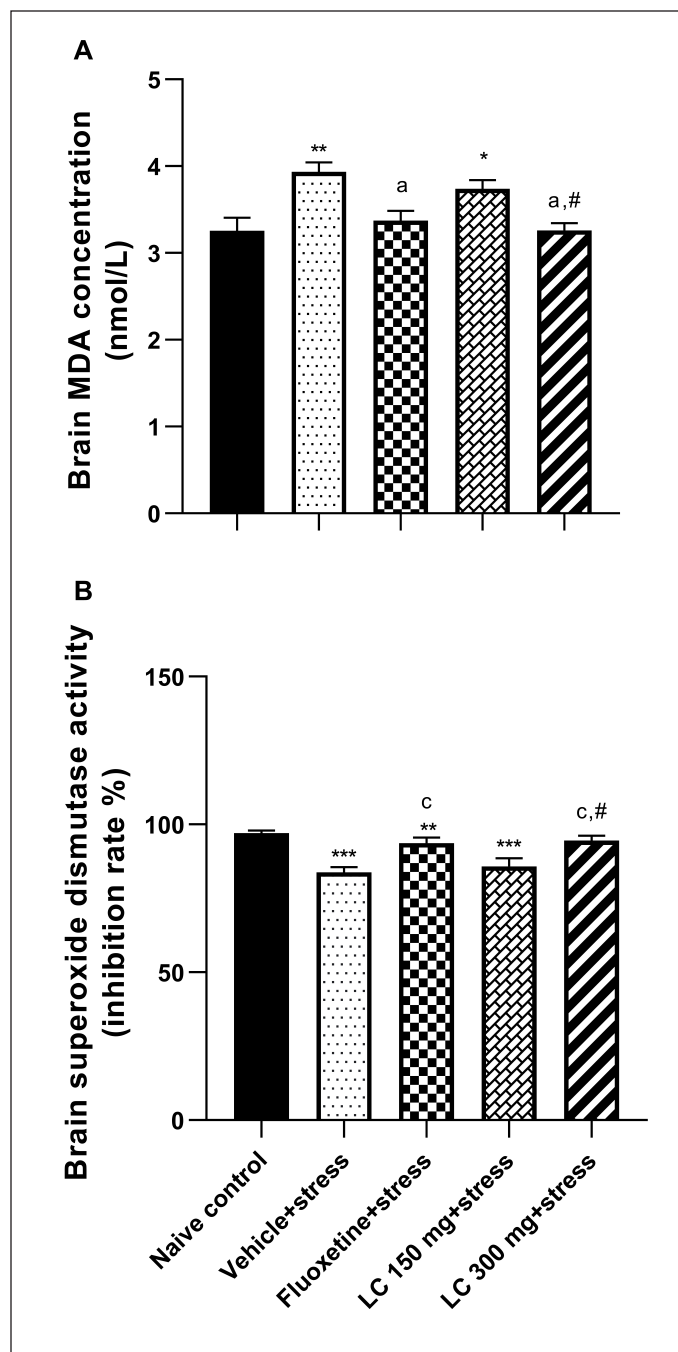 A
Brain MDA concentration
(nmol/L)
5
4
3
2
1
0
**
a
*
a,#
B
Brain superoxide dismutase activity
(inhibition rate %)
150
100
50
0
***
c
**
***
c,#
Naive control
Vehicle+stress
Fluoxetine+stress
LC 150 mg+stress
LC 300 mg+stress